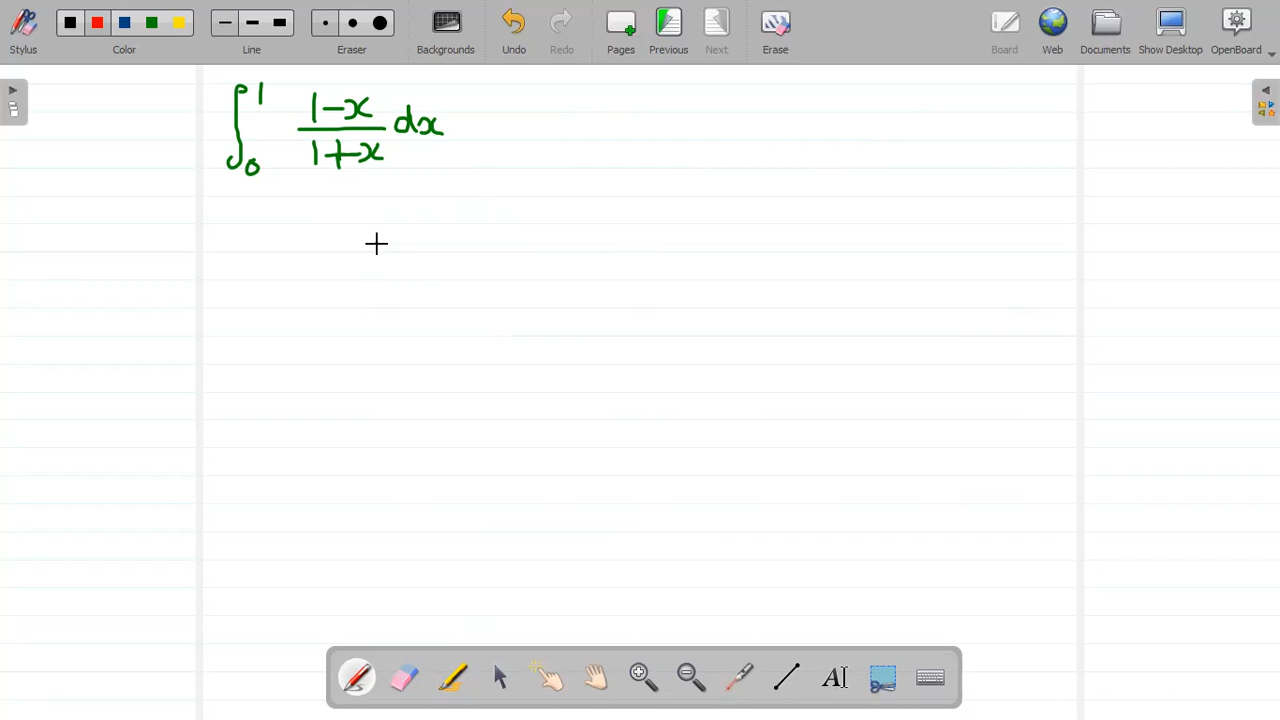 Stylus Color Line Eraser Backgrounds Undo Redo Pages Previous Next Erase Board Web Documents Show Desktop OpenBoard
∫₀¹ (1-x)/(1+x) dx
A